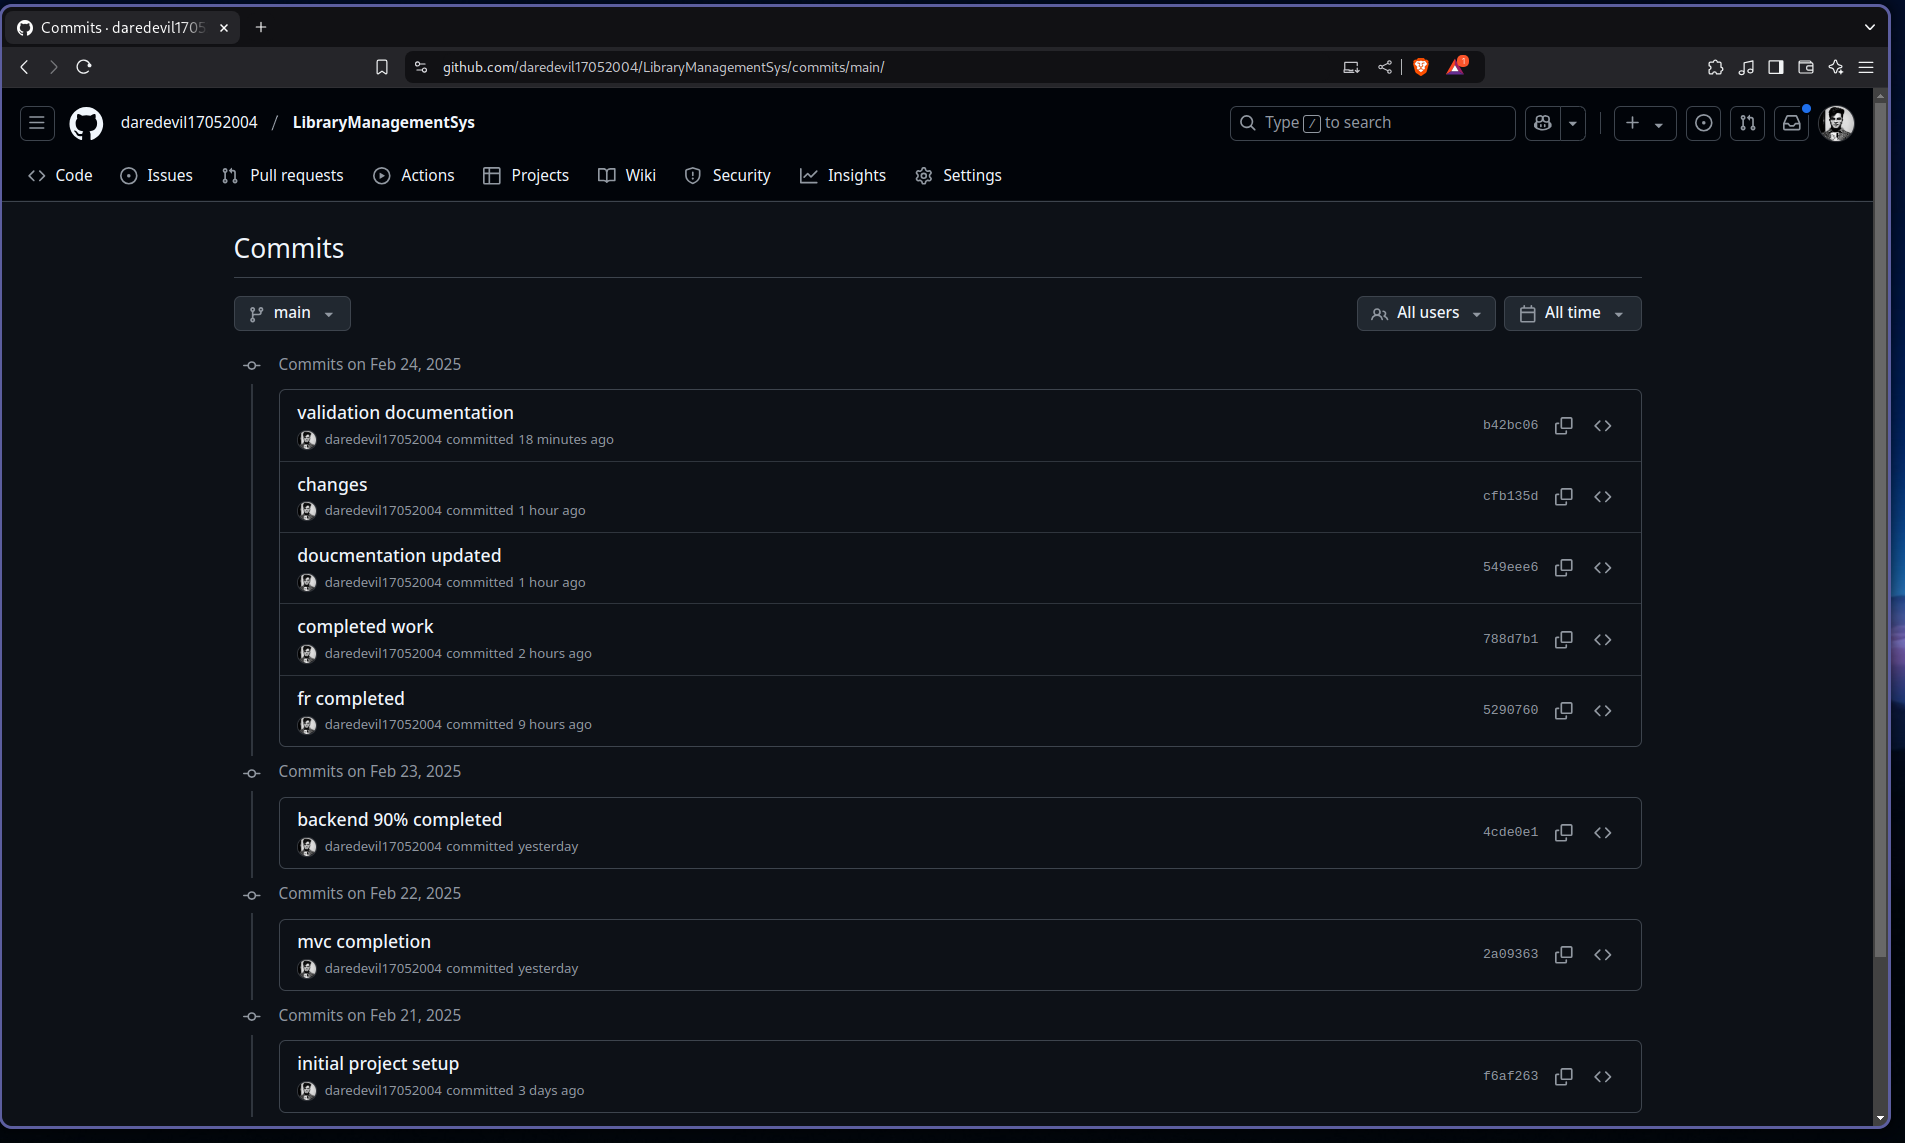 Commits · daredevil1705
github.com/daredevil17052004/LibraryManagementSys/commits/main/
1
daredevil17052004 / LibraryManagementSys
Type / to search
Code Issues Pull requests Actions Projects Wiki Security Insights Settings
Commits
main All users All time
Commits on Feb 24, 2025
validation documentation
daredevil17052004 committed 18 minutes ago
b42bc06
changes
daredevil17052004 committed 1 hour ago
cfb135d
doucmentation updated
daredevil17052004 committed 1 hour ago
549eee6
completed work
daredevil17052004 committed 2 hours ago
788d7b1
fr completed
daredevil17052004 committed 9 hours ago
5290760
Commits on Feb 23, 2025
backend 90% completed
daredevil17052004 committed yesterday
4cde0e1
Commits on Feb 22, 2025
mvc completion
daredevil17052004 committed yesterday
2a09363
Commits on Feb 21, 2025
initial project setup
daredevil17052004 committed 3 days ago
f6af263